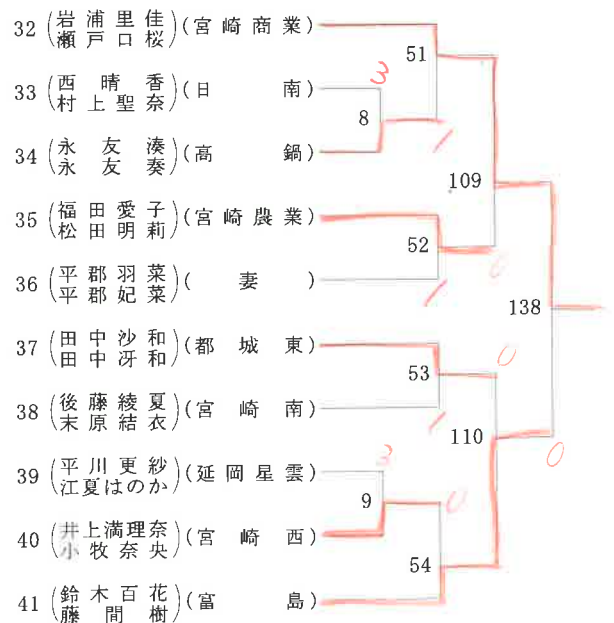 32 (岩浦里佳 瀬戸口桜) (宮崎商業)
33 (西晴香 村上聖奈) (日南)
34 (永友湊 永友奏) (高鍋)
35 (福田愛子 松田明莉) (宮崎農業)
36 (平郡羽菜 平郡妃菜) (妻)
37 (田中沙和 田中冴和) (都城東)
38 (後藤綾夏 末原結衣) (宮崎南)
39 (平川更紗 江夏はのか) (延岡星雲)
40 (井上満理奈 小牧奈央) (宮崎西)
41 (鈴木百花 藤間樹) (富島)
51
3
8
1
109
52
0
1
138
53
0
1
110
3
0
9
0
54